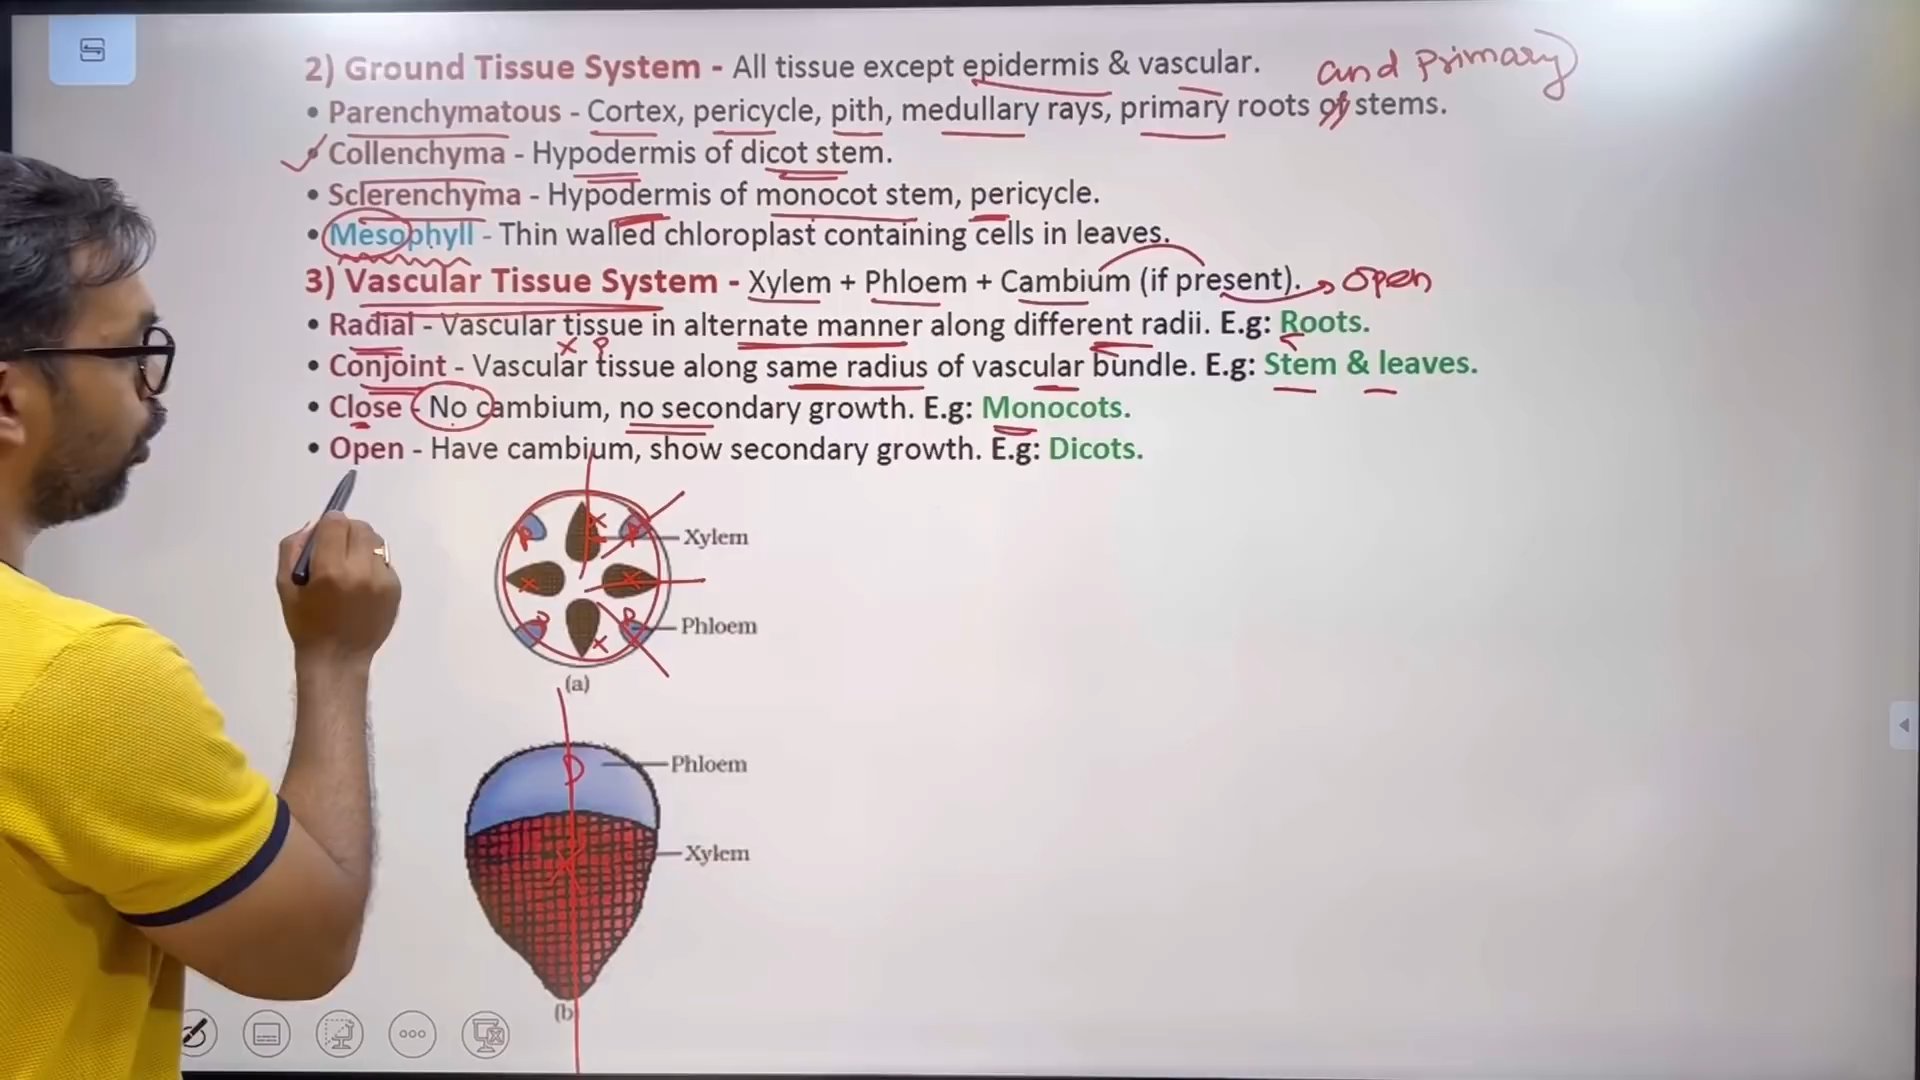 2) Ground Tissue System - All tissue except epidermis & vascular. and primary
• Parenchymatous - Cortex, pericycle, pith, medullary rays, primary roots of stems.
• Collenchyma - Hypodermis of dicot stem.
• Sclerenchyma - Hypodermis of monocot stem, pericycle.
• Mesophyll - Thin walled chloroplast containing cells in leaves.
3) Vascular Tissue System - Xylem + Phloem + Cambium (if present). → open
• Radial - Vascular tissue in alternate manner along different radii. E.g: Roots.
x P
• Conjoint - Vascular tissue along same radius of vascular bundle. E.g: Stem & leaves.
• Close - No cambium, no secondary growth. E.g: Monocots.
• Open - Have cambium, show secondary growth. E.g: Dicots.
P x P
Xylem
x x
P x P
Phloem
(a)
P
Phloem
x
Xylem
(b)